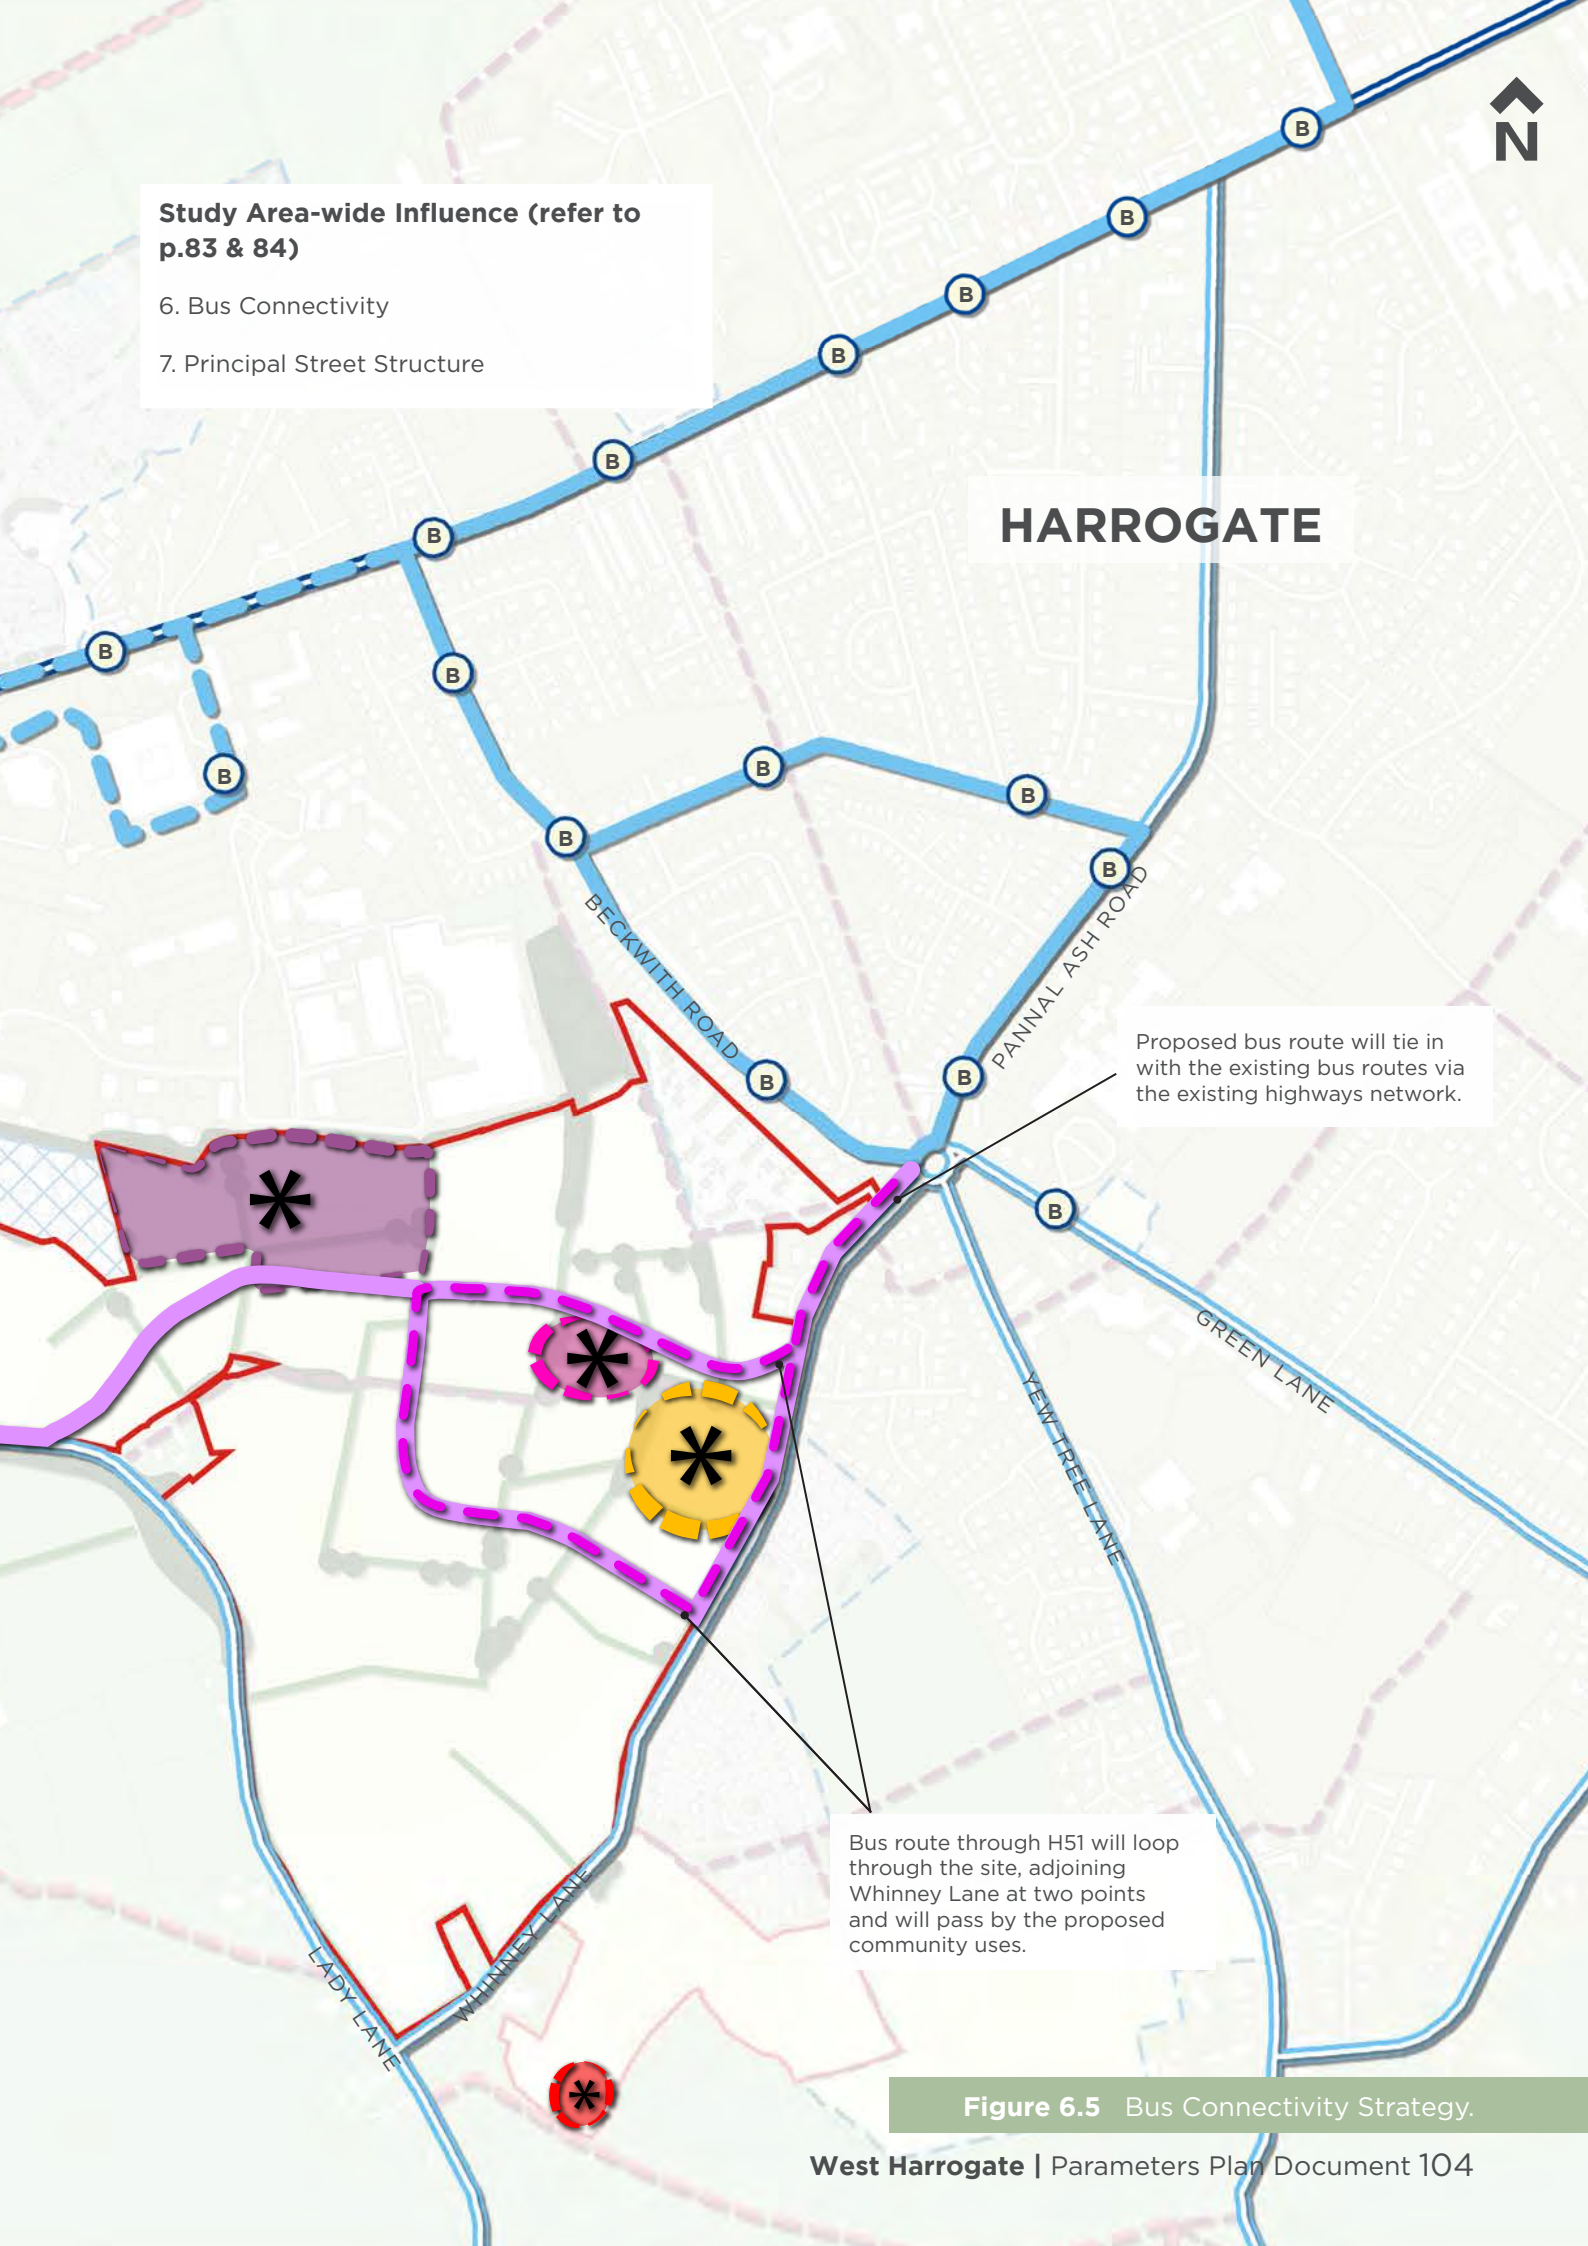 N
B
B
Study Area-wide Influence (refer to
p.83 & 84)
6. Bus Connectivity
7. Principal Street Structure
B
B
B
HARROGATE
B
B
B
B
B
B
B
B
BECKWITH ROAD
PANNAL ASH ROAD
Proposed bus route will tie in
with the existing bus routes via
the existing highways network.
B
B
*
B
GREEN LANE
*
YEW TREE LANE
*
Bus route through H51 will loop
through the site, adjoining
Whinney Lane at two points
and will pass by the proposed
community uses.
WHINNEY LANE
LADY LANE
*
Figure 6.5 Bus Connectivity Strategy.
West Harrogate | Parameters Plan Document 104